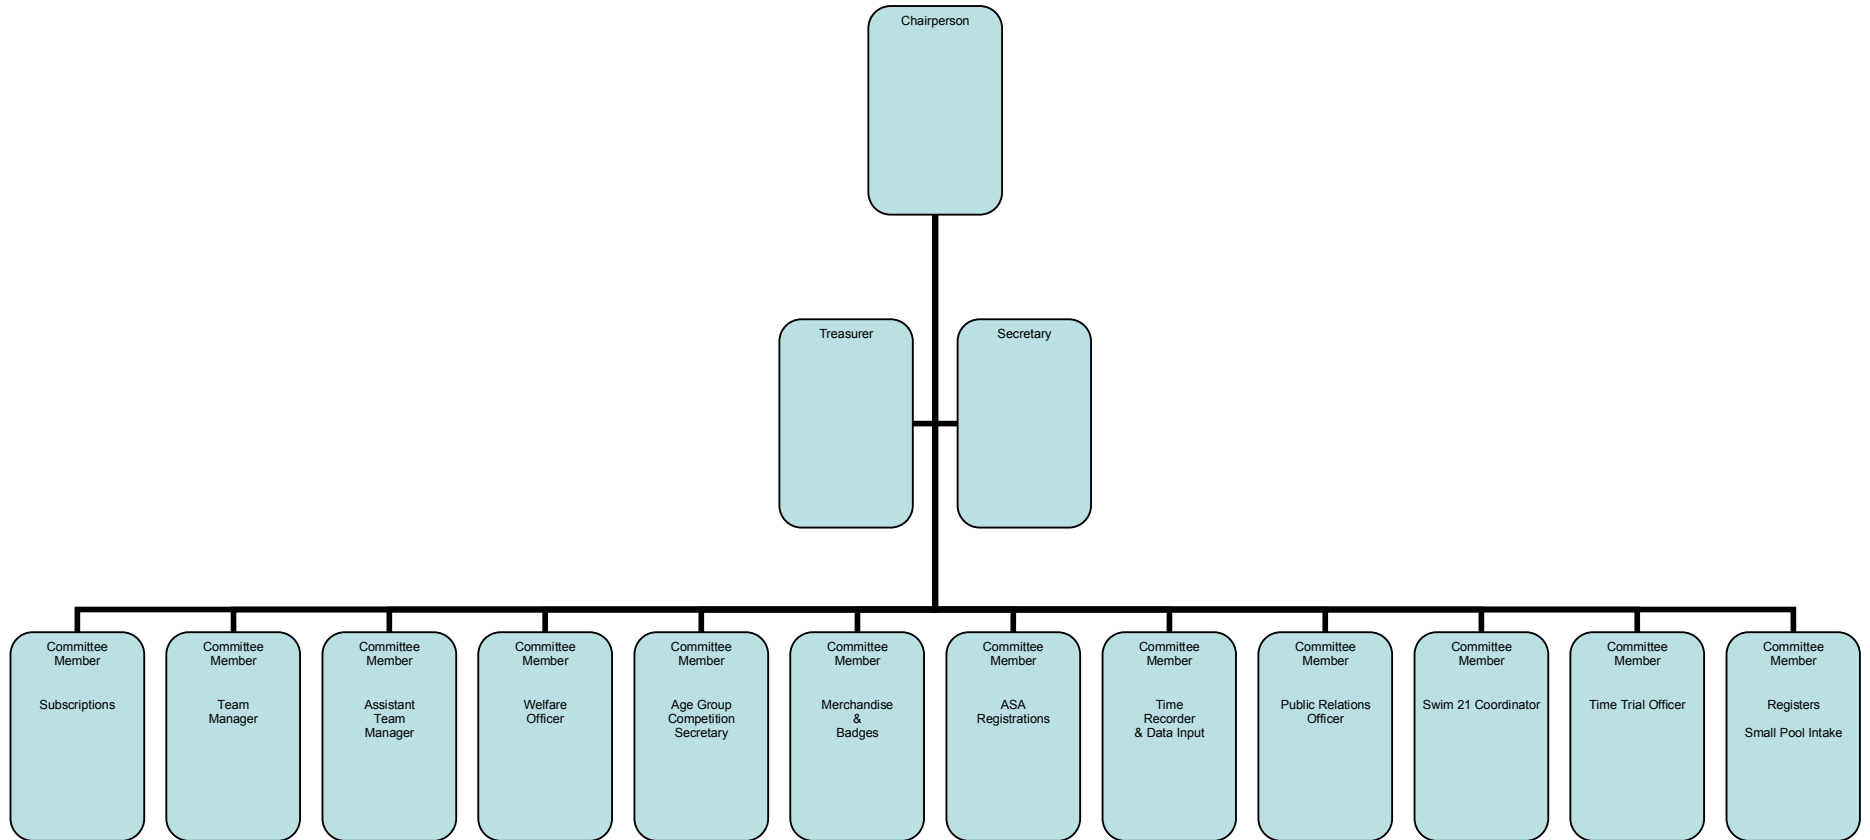 Chairperson
Treasurer
Secretary
Committee
Member
Subscriptions
Committee
Member
Team
Manager
Committee
Member
Assistant
Team
Manager
Committee
Member
Welfare
Officer
Committee
Member
Age Group
Competition
Secretary
Committee
Member
Merchandise
&
Badges
Committee
Member
ASA
Registrations
Committee
Member
Time
Recorder
& Data Input
Committee
Member
Public Relations
Officer
Committee
Member
Swim 21 Coordinator
Committee
Member
Time Trial Officer
Committee
Member
Registers
Small Pool Intake